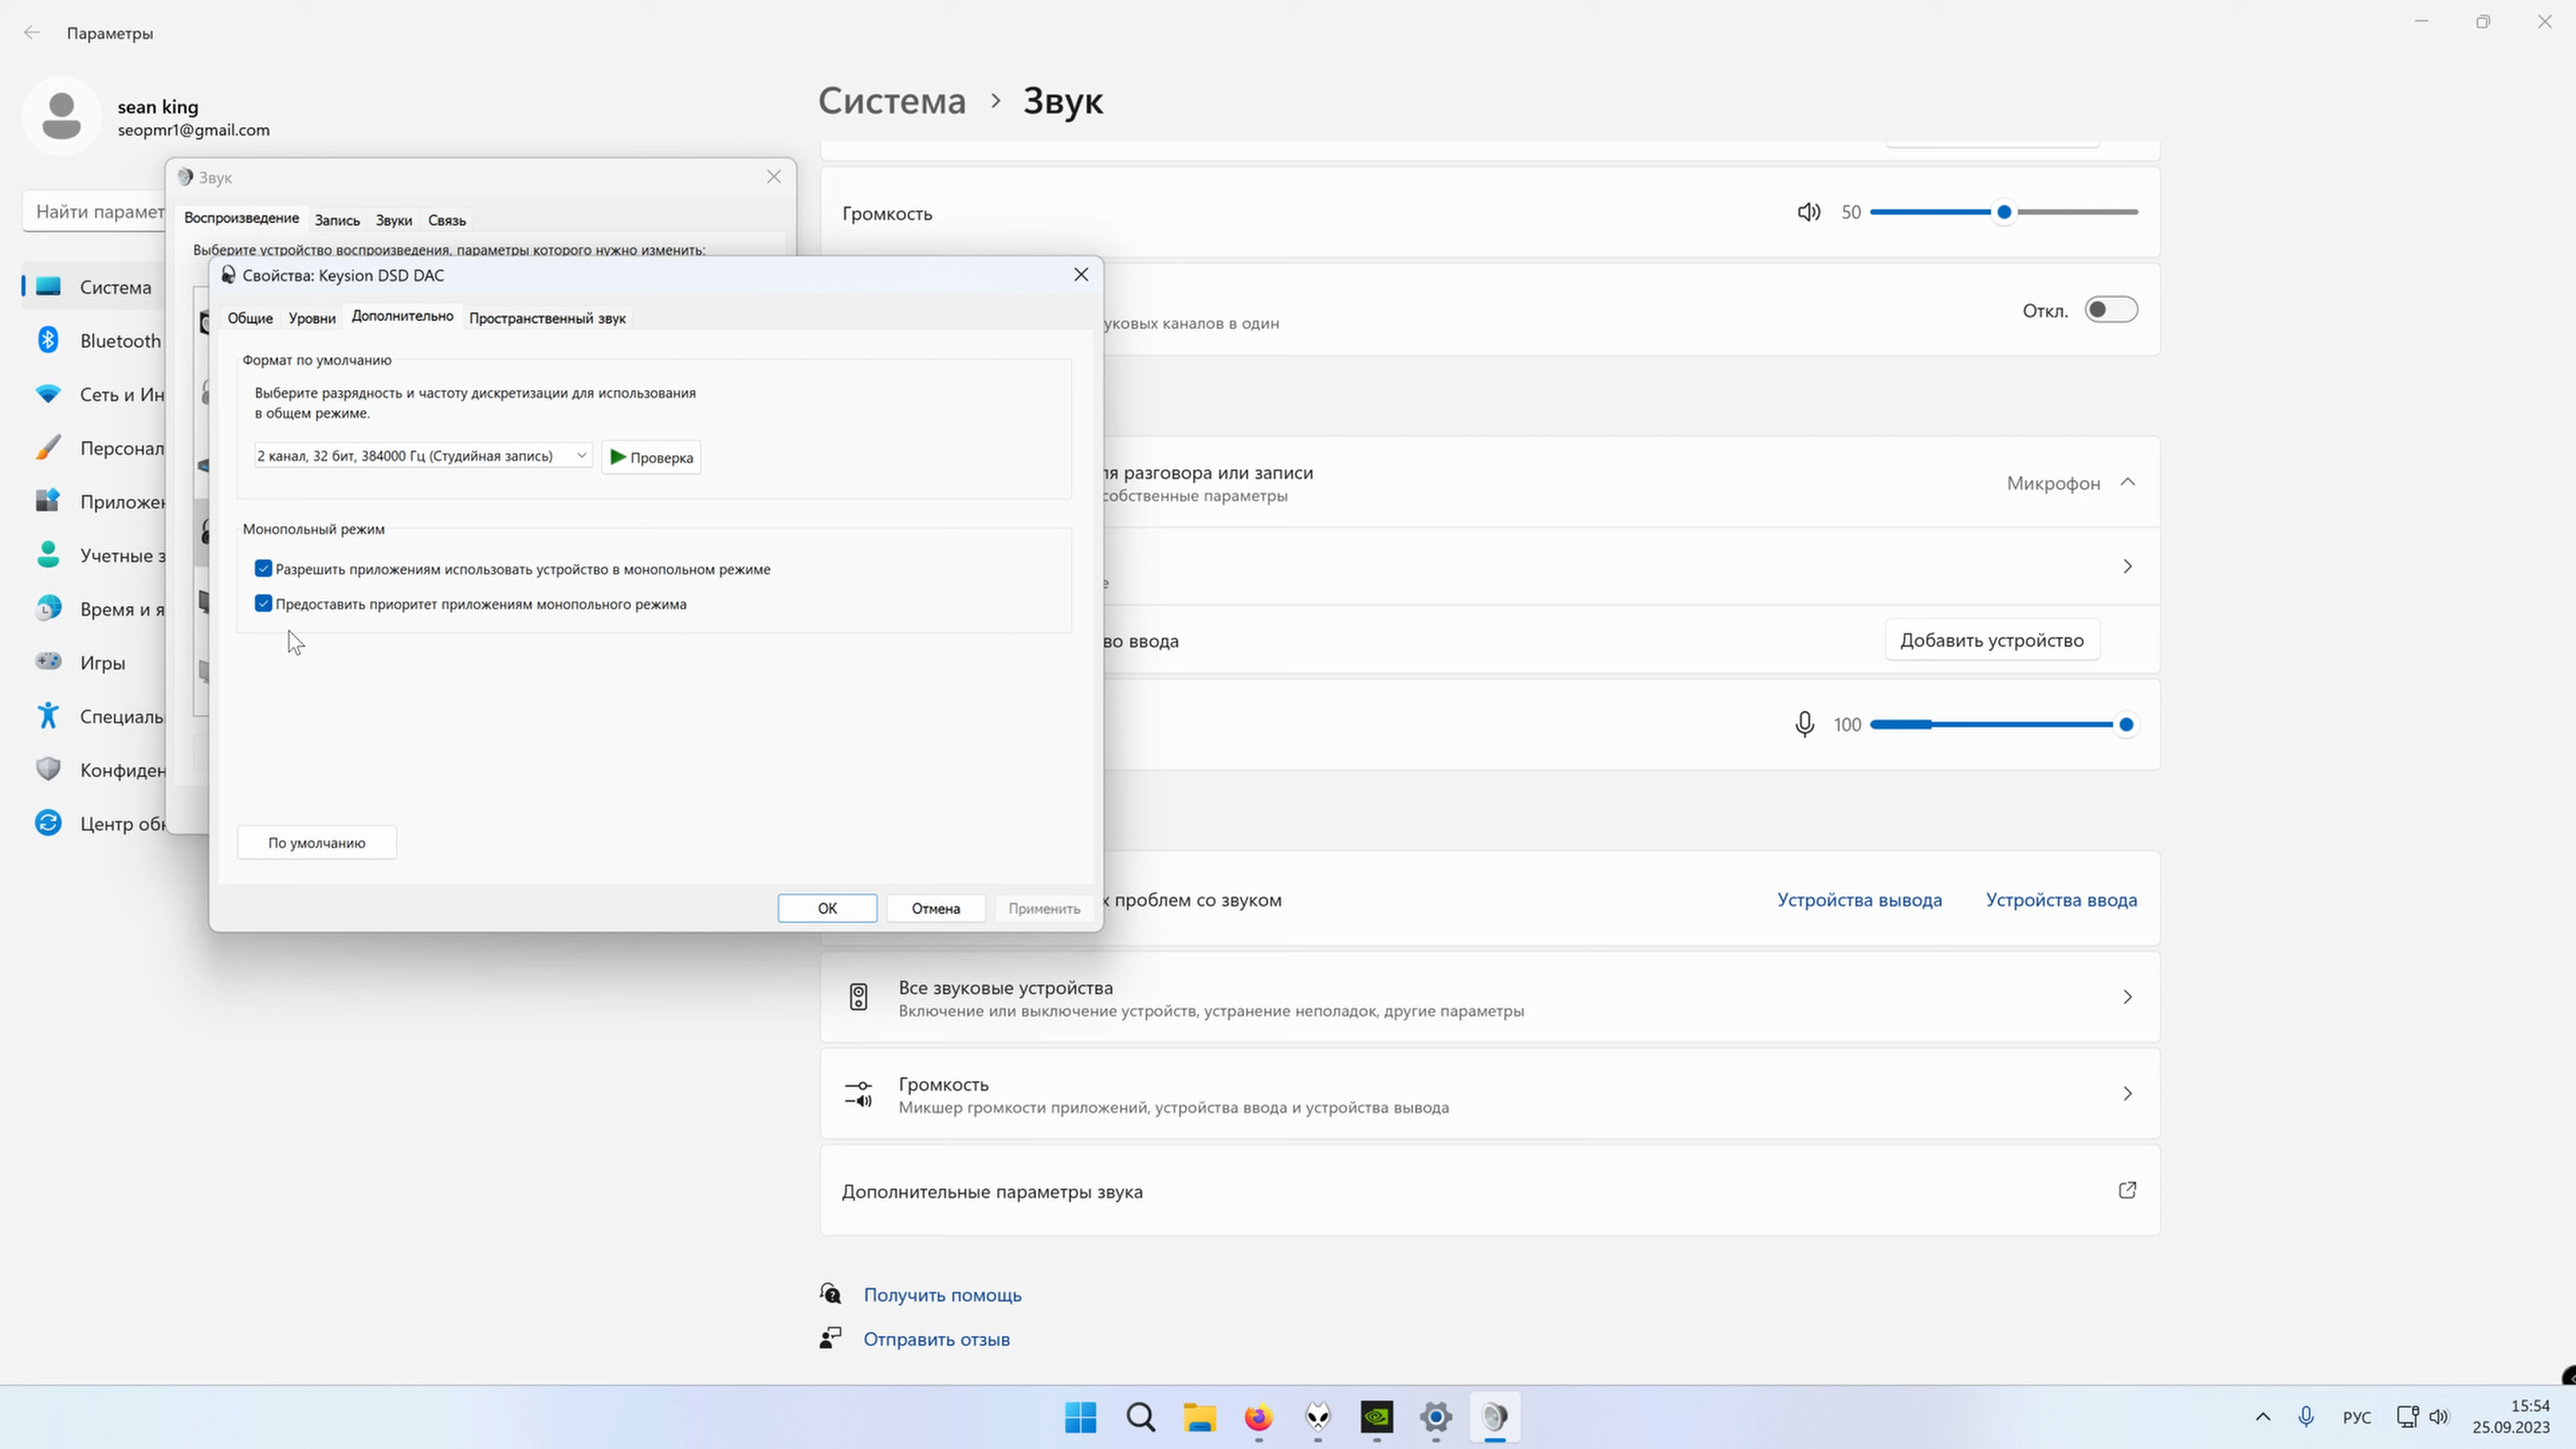 Параметры
sean king
seopmr1@gmail.com
Система > Звук
Звук
Найти парамет
Воспроизведение Запись Звуки Связь
Выберите устройство воспроизведения, параметры которого нужно изменить:
Громкость
50
Свойства: Keysion DSD DAC
Система
Общие Уровни Дополнительно Пространственный звук
уковых каналов в один
Откл.
Bluetooth
Формат по умолчанию
Выберите разрядность и частоту дискретизации для использования
в общем режиме.
Сеть и Ин
2 канал, 32 бит, 384000 Гц (Студийная запись)
Проверка
Персонал
ля разговора или записи
собственные параметры
Микрофон
Приложен
Монопольный режим
Разрешить приложениям использовать устройство в монопольном режиме
Предоставить приоритет приложениям монопольного режима
Учетные з
е
Время и я
во ввода
Добавить устройство
Игры
Специаль
100
Конфиден
Центр обн
По умолчанию
ОК
Отмена
Применить
х проблем со звуком
Устройства вывода
Устройства ввода
Все звуковые устройства
Включение или выключение устройств, устранение неполадок, другие параметры
Громкость
Микшер громкости приложений, устройства ввода и устройства вывода
Дополнительные параметры звука
Получить помощь
Отправить отзыв
РУС
15:54
25.09.2023